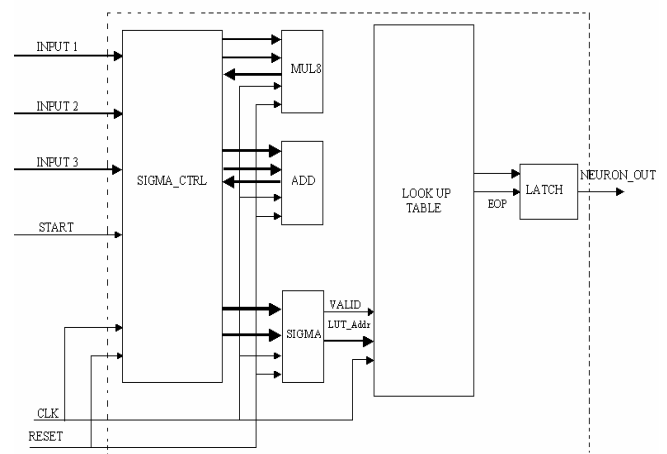 INPUT 1
INPUT 2
INPUT 3
START
CLK
RESET
SIGMA_CTRL
MUL8
ADD
SIGMA
VALID
LUT_Addr
LOOK UP
TABLE
EOP
LATCH
NEURON_OUT